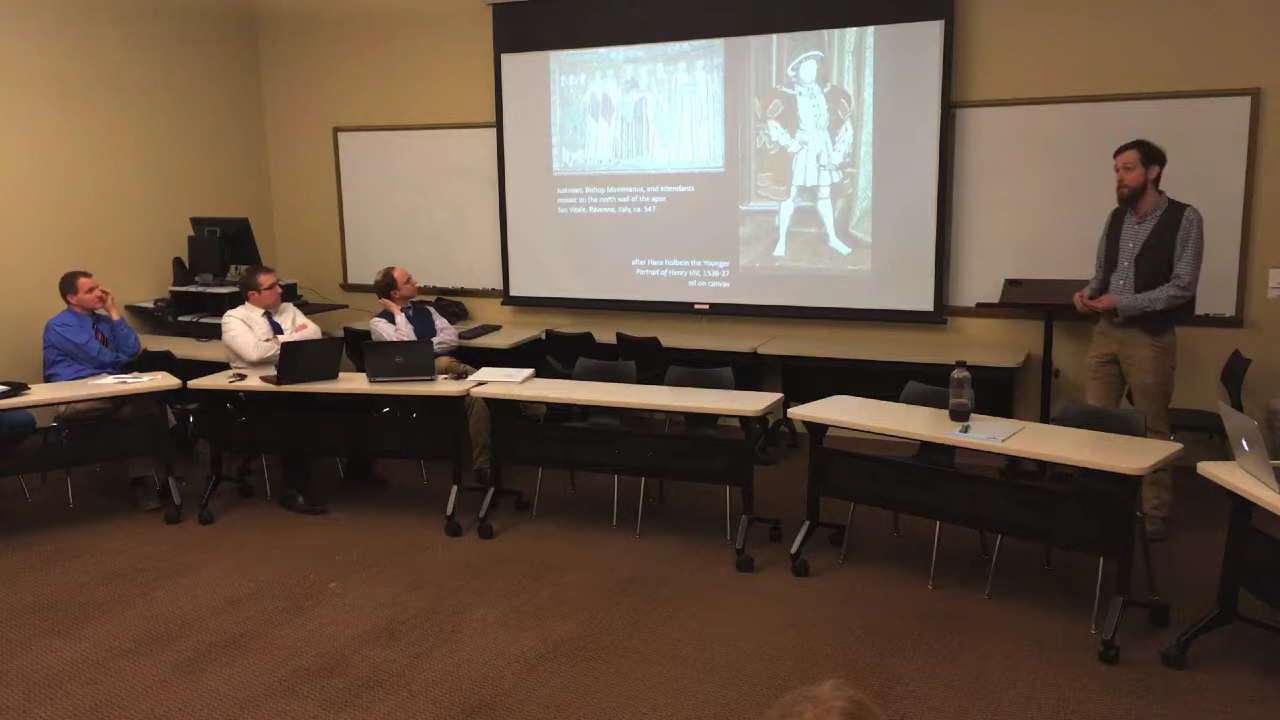 Justinian, Bishop Maximianus, and attendants
mosaic on the north wall of the apse
San Vitale, Ravenna, Italy, ca. 547
after Hans Holbein the Younger
Portrait of Henry VIII, 1536-37
oil on canvas